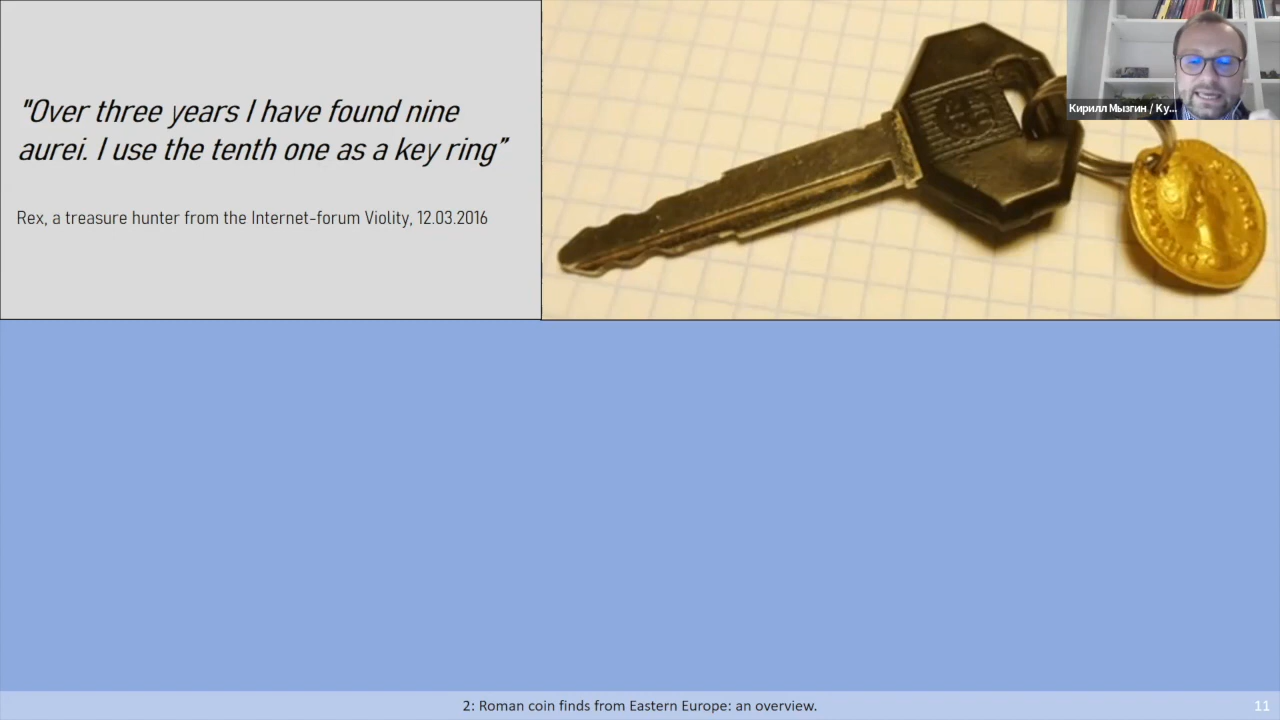 "Over three years I have found nine
aurei. I use the tenth one as a key ring"
Rex, a treasure hunter from the Internet-forum Violity, 12.03.2016
Кирилл Мызгин / Ку...
2: Roman coin finds from Eastern Europe: an overview.
11